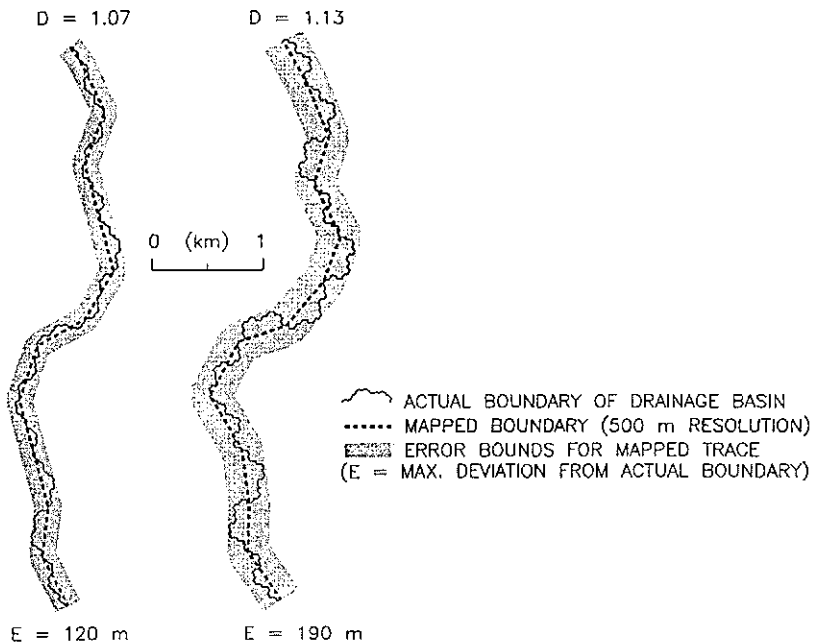 D = 1.07
D = 1.13
0 (km) 1
ACTUAL BOUNDARY OF DRAINAGE BASIN
MAPPED BOUNDARY (500 m RESOLUTION)
ERROR BOUNDS FOR MAPPED TRACE
(E = MAX. DEVIATION FROM ACTUAL BOUNDARY)
E = 120 m
E = 190 m